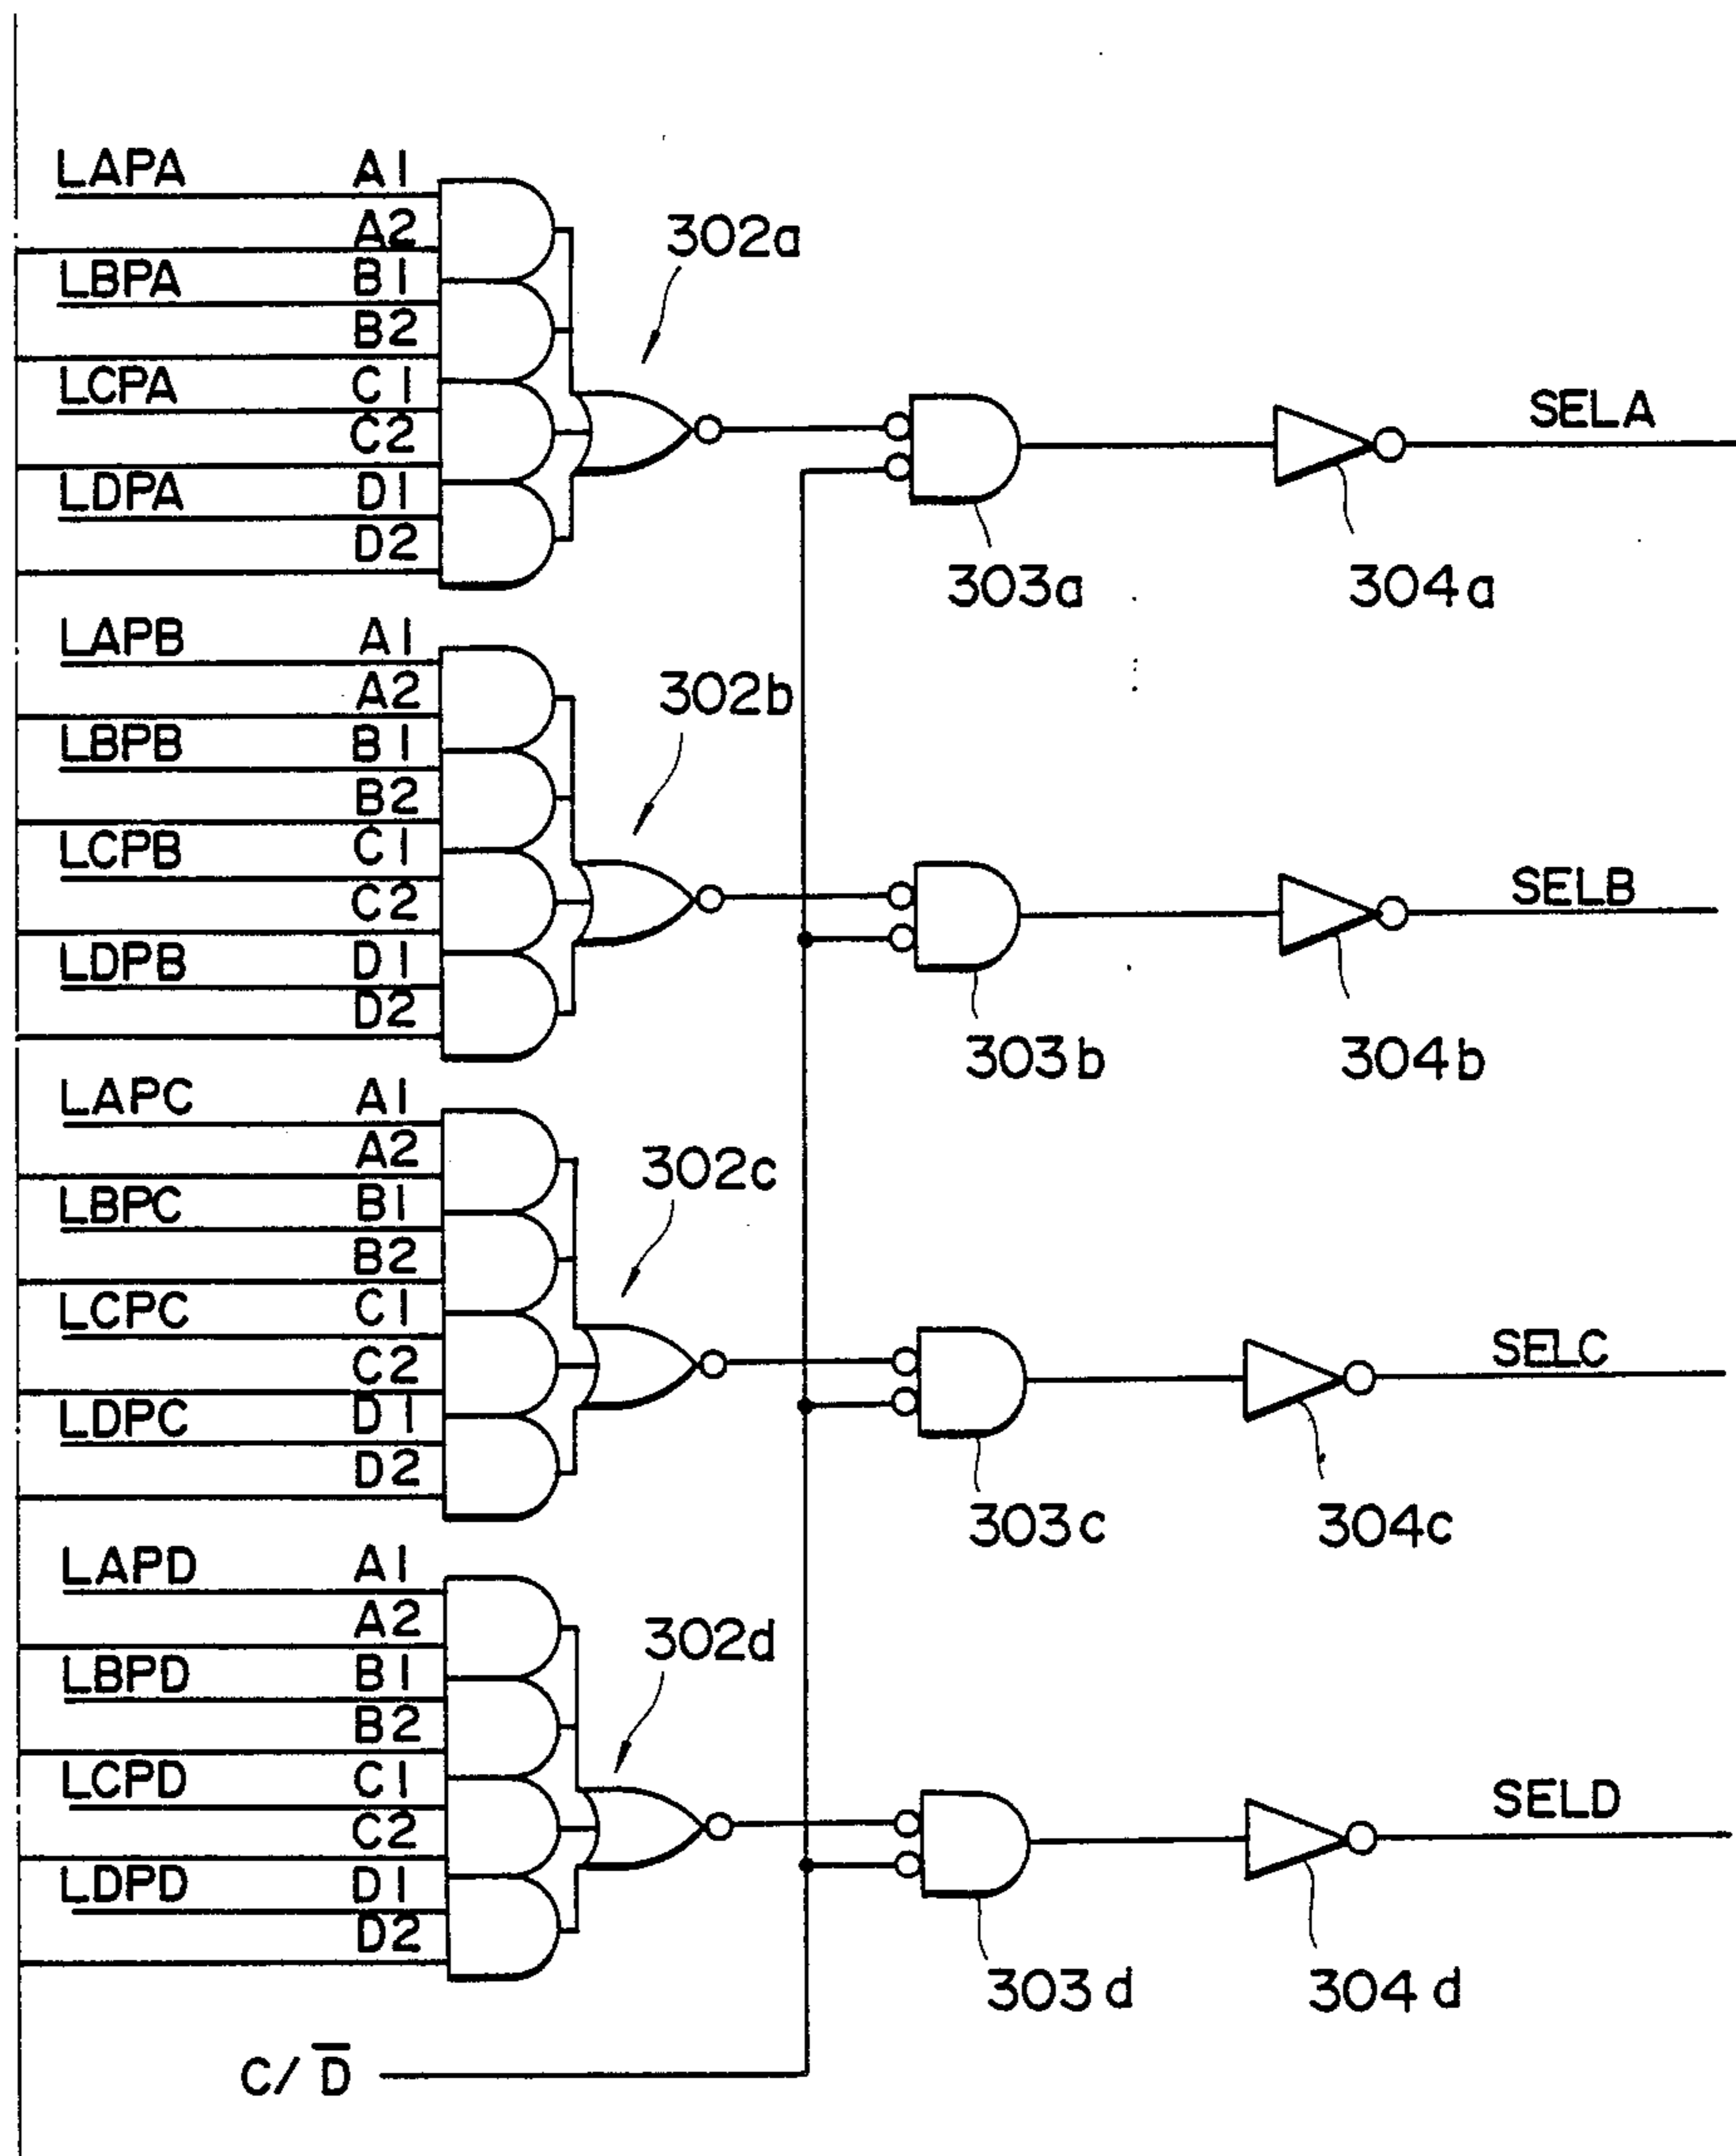 LAPA A1
A2
302a
LBPA B1
B2
LCPA C1
SELA
C2
LDPA D1
D2
303a
304a
LAPB A1
A2
302b
LBPB B1
B2
LCPB C1
SELB
C2
LDPB D1
D2
303b
304b
LAPC A1
A2
302c
LBPC B1
B2
LCPC C1
SELC
C2
LDPC D1
D2
303c
304c
LAPD A1
A2
302d
LBPD B1
B2
LCPD C1
SELD
C2
LDPD D1
D2
303d
304d
C/D̅